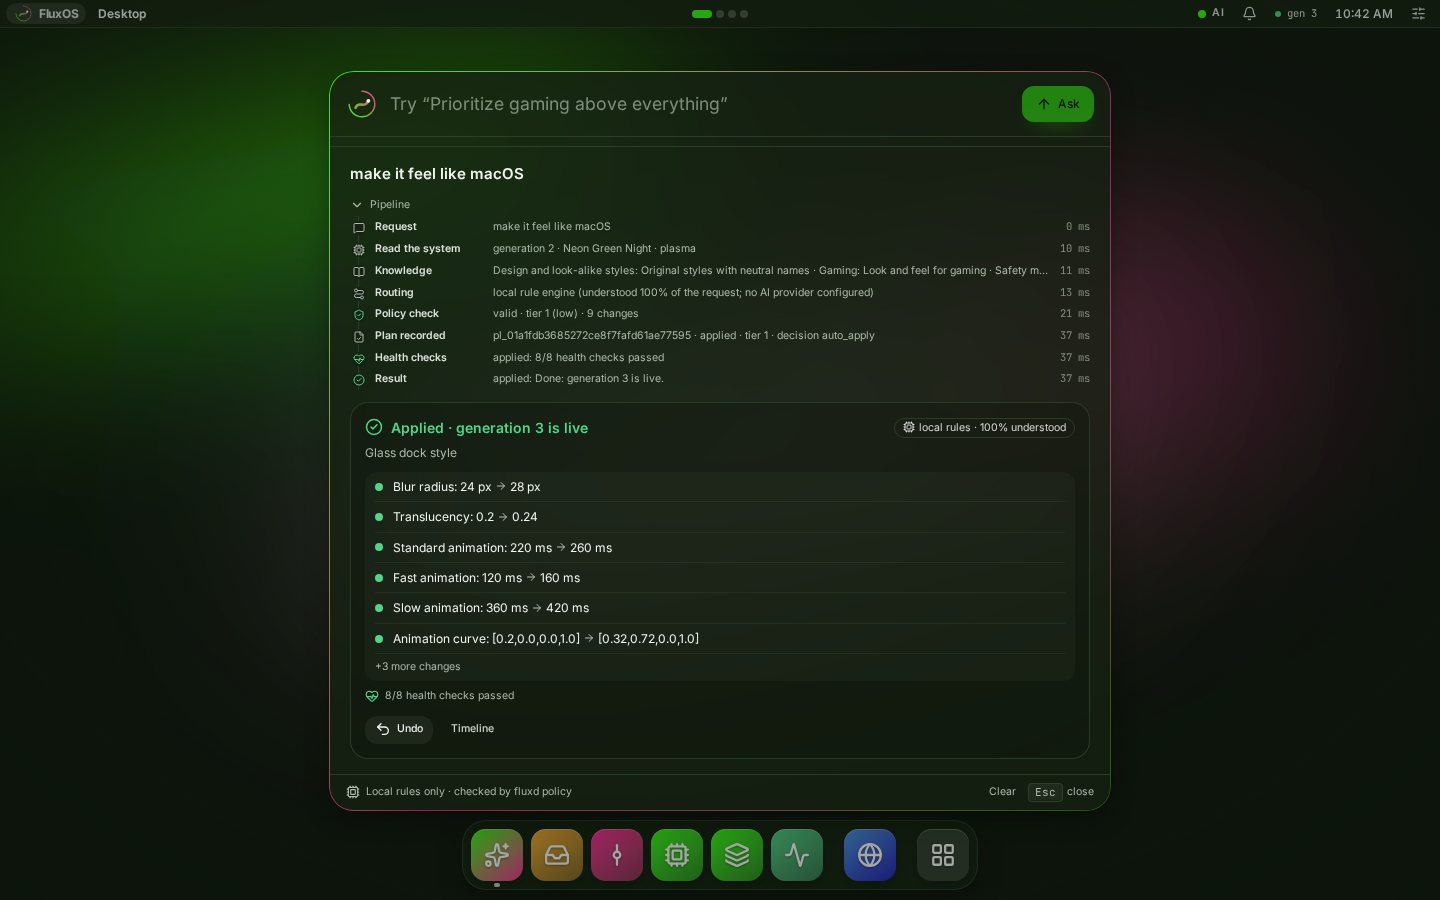 FluxOS Desktop AI gen 3 10:42 AM
Try “Prioritize gaming above everything” Ask
make it feel like macOS
Pipeline
Request make it feel like macOS 0 ms
Read the system generation 2 · Neon Green Night · plasma 10 ms
Knowledge Design and look-alike styles: Original styles with neutral names · Gaming: Look and feel for gaming · Safety m... 11 ms
Routing local rule engine (understood 100% of the request; no AI provider configured) 13 ms
Policy check valid · tier 1 (low) · 9 changes 21 ms
Plan recorded pl_01a1fdb3685272ce8f7fafd61ae77595 · applied · tier 1 · decision auto_apply 37 ms
Health checks applied: 8/8 health checks passed 37 ms
Result applied: Done: generation 3 is live. 37 ms
Applied · generation 3 is live local rules · 100% understood
Glass dock style
Blur radius: 24 px → 28 px
Translucency: 0.2 → 0.24
Standard animation: 220 ms → 260 ms
Fast animation: 120 ms → 160 ms
Slow animation: 360 ms → 420 ms
Animation curve: [0.2,0.0,0.0,1.0] → [0.32,0.72,0.0,1.0]
+3 more changes
8/8 health checks passed
Undo Timeline
Local rules only · checked by fluxd policy Clear Esc close